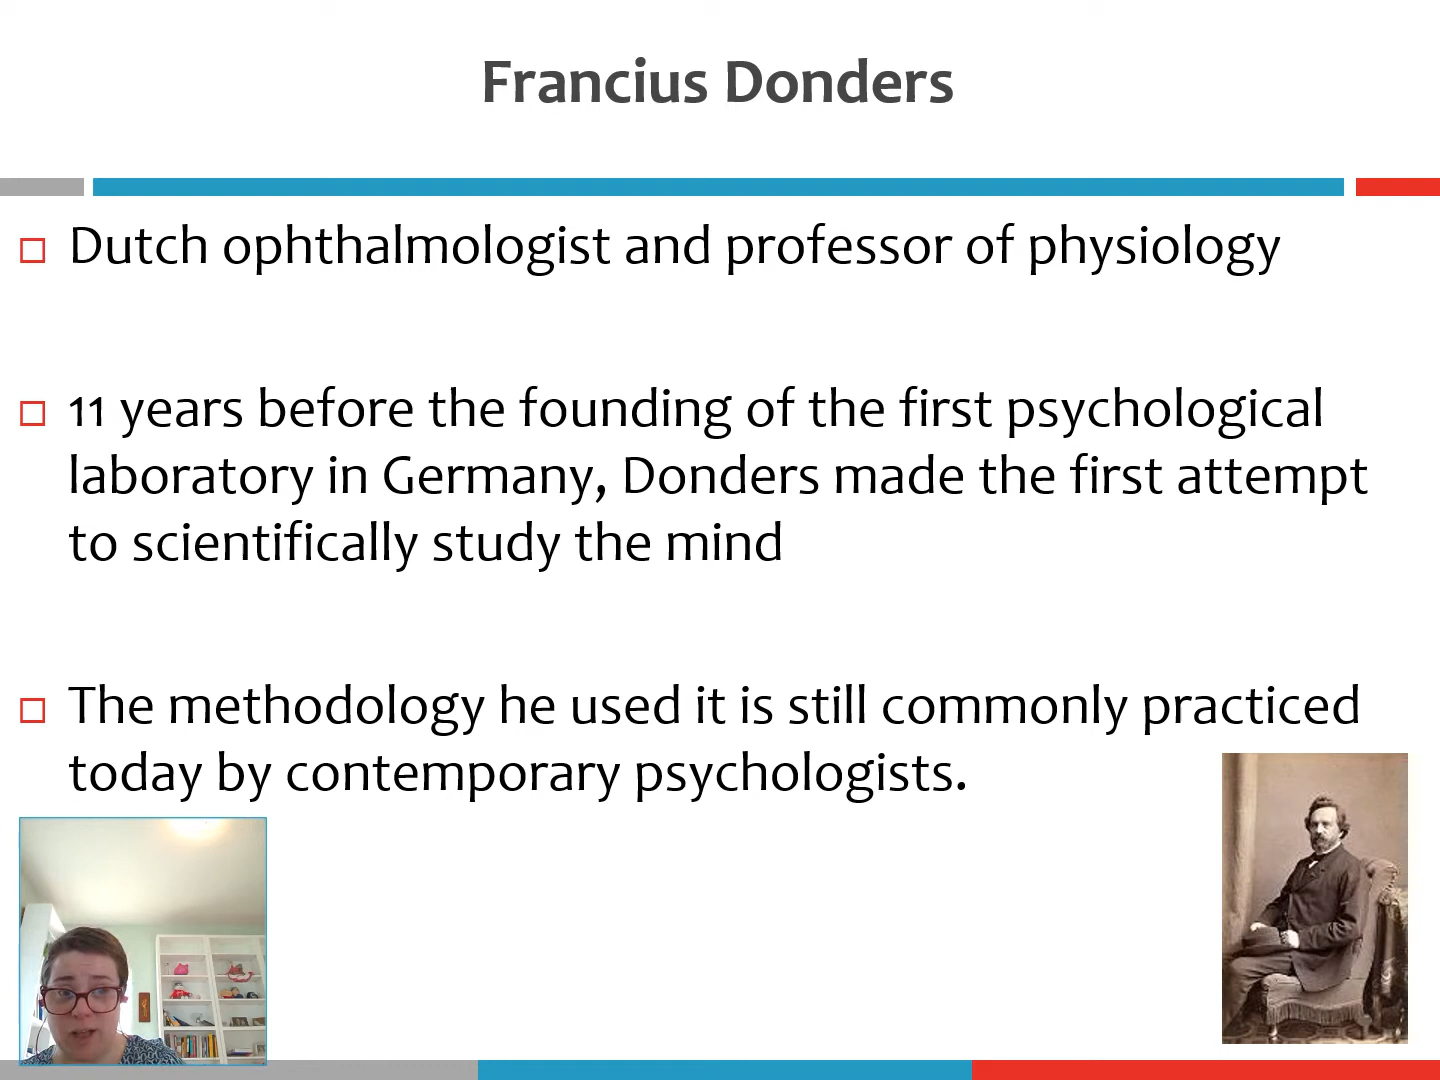 Francius Donders
Dutch ophthalmologist and professor of physiology
11 years before the founding of the first psychological
laboratory in Germany, Donders made the first attempt
to scientifically study the mind
The methodology he used it is still commonly practiced
today by contemporary psychologists.